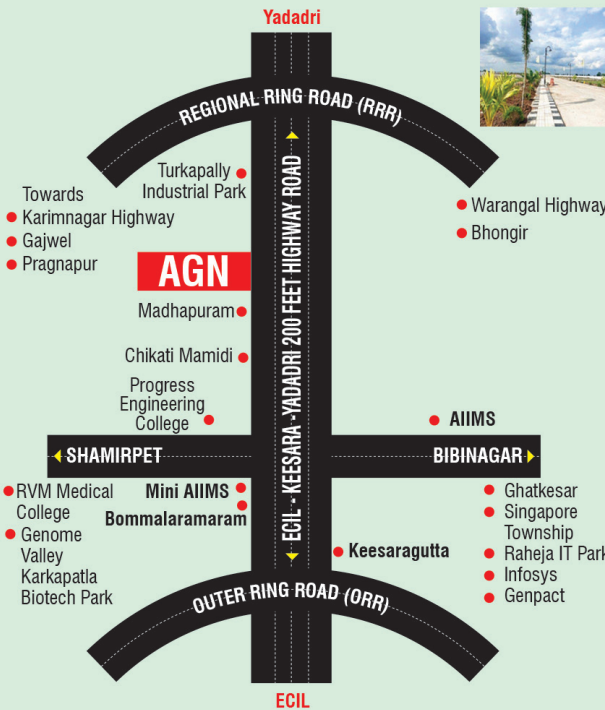 Yadadri
REGIONAL RING ROAD (RRR)
Turkapally
Industrial Park
Towards
Karimnagar Highway
Gajwel
Pragnapur
Warangal Highway
Bhongir
AGN
ECIL - KEESARA -YADADRI 200 FEET HIGHWAY ROAD
Madhapuram
Chikati Mamidi
Progress
Engineering
College
AIIMS
SHAMIRPET
BIBINAGAR
RVM Medical
College
Genome
Valley
Karkapatla
Biotech Park
Mini AIIMS
Bommalaramaram
Keesaragutta
Ghatkesar
Singapore
Township
Raheja IT Park
Infosys
Genpact
OUTER RING ROAD (ORR)
ECIL